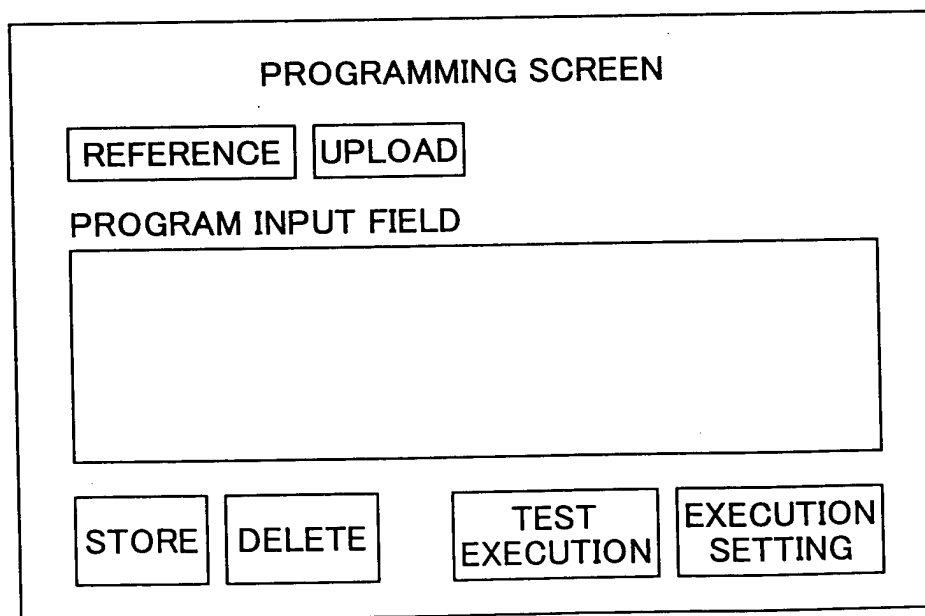 PROGRAMMING SCREEN
REFERENCE UPLOAD
PROGRAM INPUT FIELD
STORE DELETE TEST EXECUTION EXECUTION SETTING